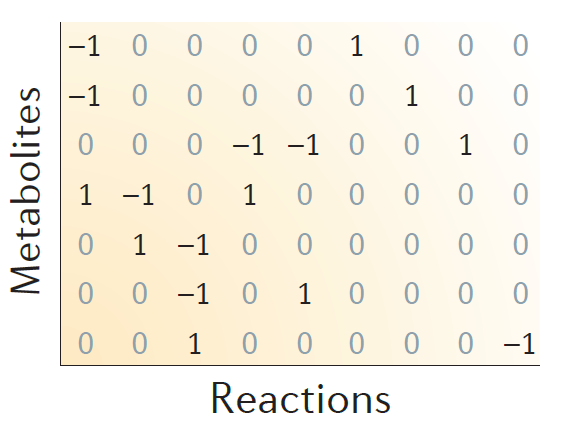 Metabolites
−1 0 0 0 0 1 0 0 0
−1 0 0 0 0 0 1 0 0
0 0 0 −1 −1 0 0 1 0
1 −1 0 1 0 0 0 0 0
0 1 −1 0 0 0 0 0 0
0 0 −1 0 1 0 0 0 0
0 0 1 0 0 0 0 0 −1
Reactions